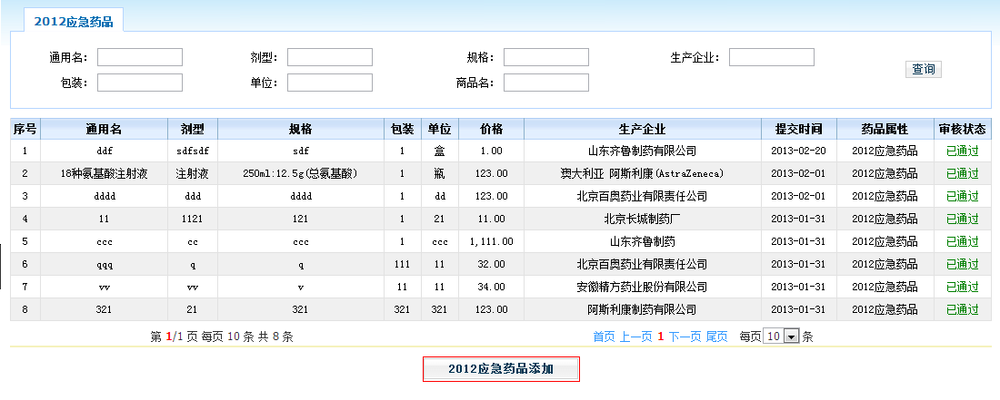 2012应急药品
通用名: 剂型: 规格: 生产企业:
查询
包装: 单位: 商品名:
序号 通用名 剂型 规格 包装 单位 价格 生产企业 提交时间 药品属性 审核状态
1 ddf sdfsdf sdf 1 盒 1.00 山东齐鲁制药有限公司 2013-02-20 2012应急药品 已通过
2 18种氨基酸注射液 注射液 250ml:12.5g(总氨基酸) 1 瓶 123.00 澳大利亚 阿斯利康(AstraZeneca) 2013-02-01 2012应急药品 已通过
3 dddd ddd dddd 1 dd 123.00 北京百奥药业有限责任公司 2013-02-01 2012应急药品 已通过
4 11 1121 121 1 21 11.00 北京长城制药厂 2013-01-31 2012应急药品 已通过
5 ccc cc ccc 1 ccc 1,111.00 山东齐鲁制药 2013-01-31 2012应急药品 已通过
6 qqq q q 111 11 32.00 北京百奥药业有限责任公司 2013-01-31 2012应急药品 已通过
7 vv vv v 11 11 34.00 安徽精方药业股份有限公司 2013-01-31 2012应急药品 已通过
8 321 21 321 321 321 123.00 阿斯利康制药有限公司 2013-01-31 2012应急药品 已通过
第 1/1 页 每页 10 条 共 8 条 首页 上一页 1 下一页 尾页 每页 10 条
2012应急药品添加